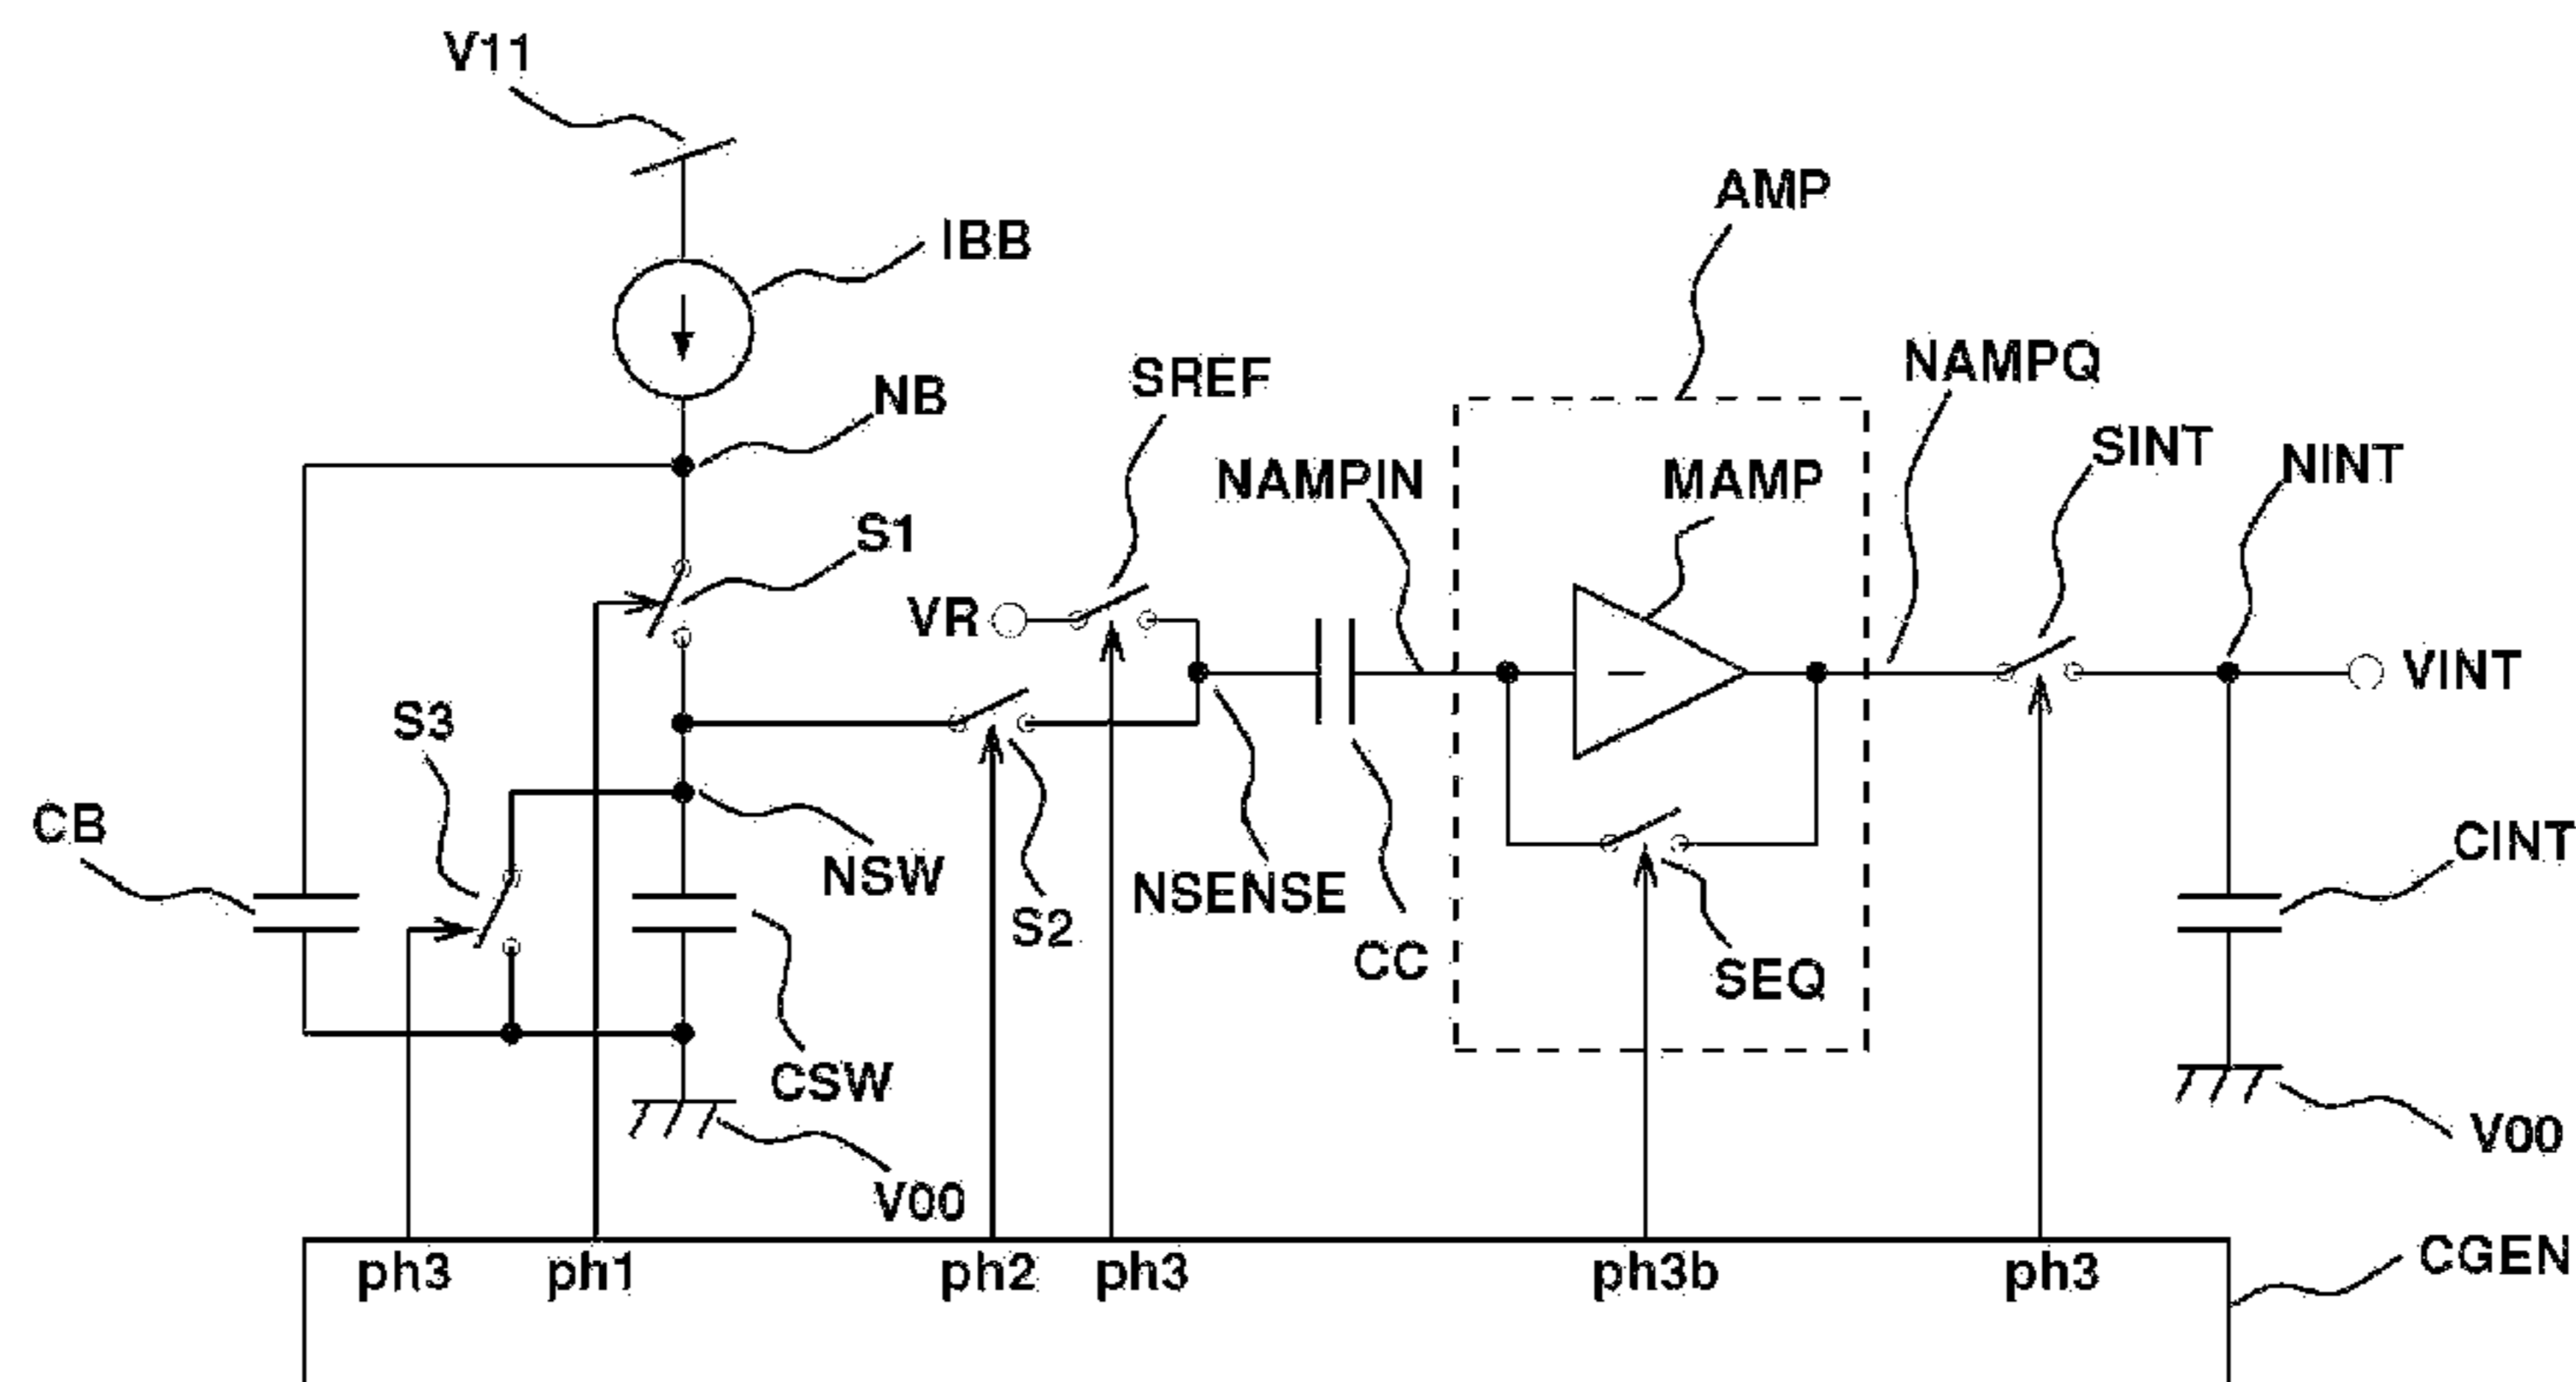 V11
AMP
IBB
NAMPQ
SREF
NB
SINT
NINT
NAMPIN
MAMP
S1
VR
VINT
S3
CB
NSW
NSENSE
CINT
S2
CC
SEQ
CSW
V00
V00
ph3
ph1
ph2
ph3
ph3b
ph3
CGEN